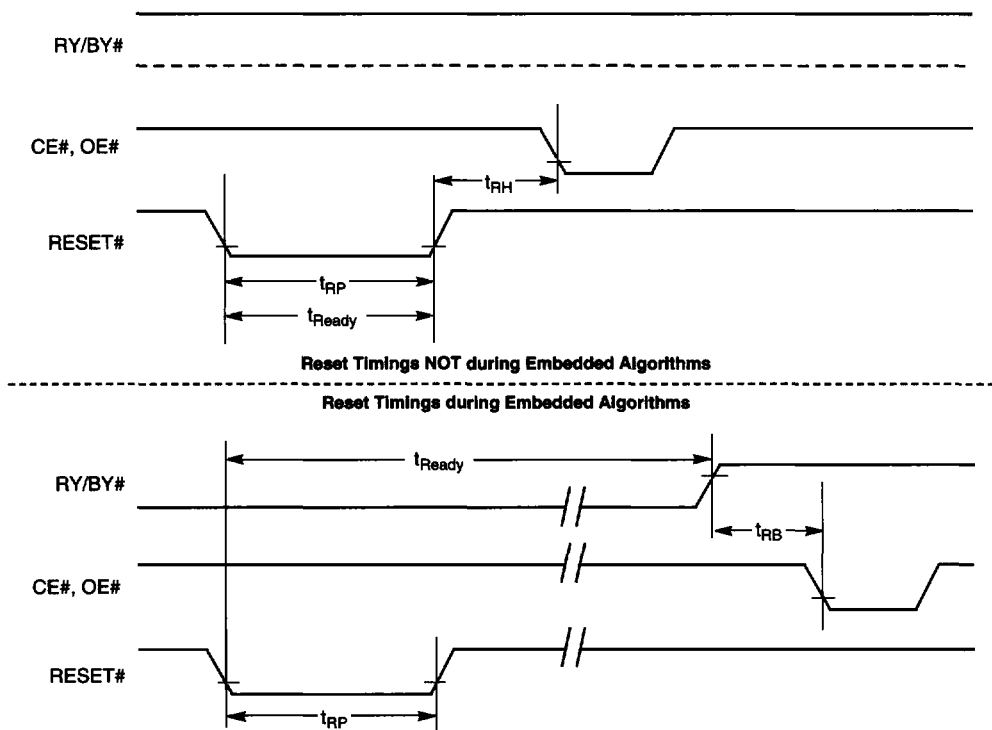 RY/BY#
CE#, OE#
tRH
RESET#
tRP
tReady
Reset Timings NOT during Embedded Algorithms
Reset Timings during Embedded Algorithms
tReady
RY/BY#
tRB
CE#, OE#
RESET#
tRP